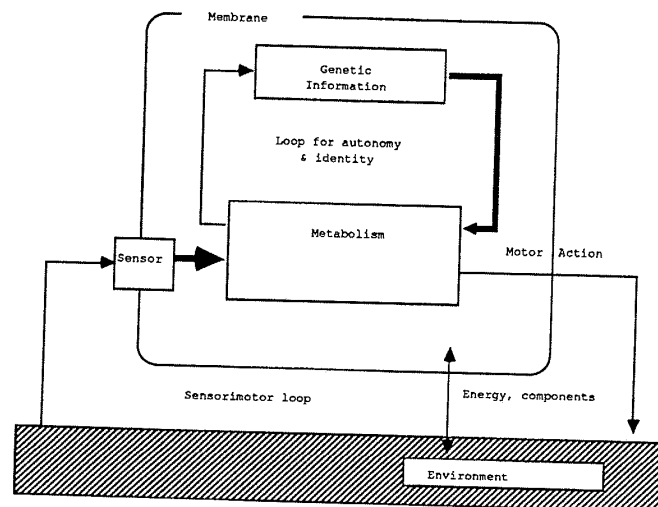 Membrane
Genetic
Information
Loop for autonomy
& identity
Metabolism
Sensor
Motor Action
Sensorimotor loop
Energy, components
Environment